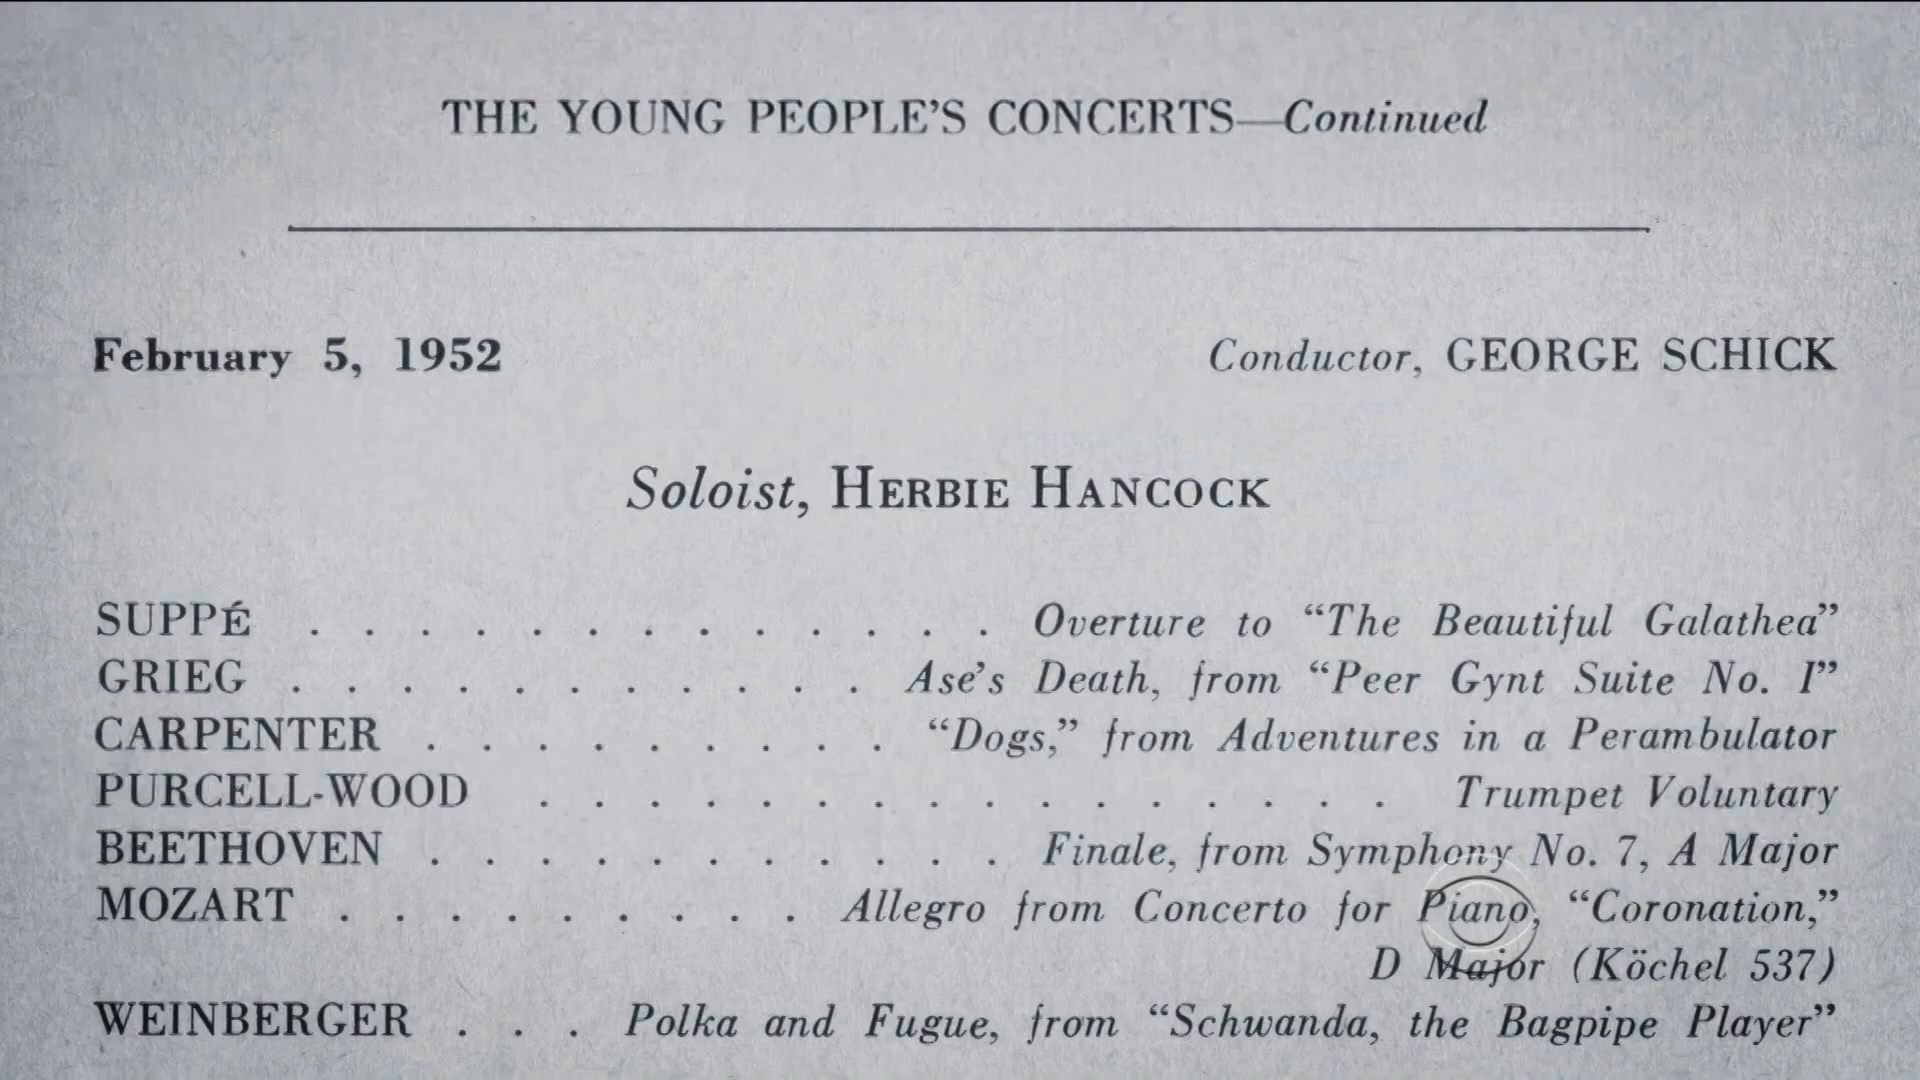 THE YOUNG PEOPLE'S CONCERTS—Continued
February 5, 1952 Conductor, GEORGE SCHICK
Soloist, HERBIE HANCOCK
SUPPÉ . . . . . . . . . . . . . Overture to “The Beautiful Galathea”
GRIEG . . . . . . . . . . . Ase’s Death, from “Peer Gynt Suite No. I”
CARPENTER . . . . . . . . . “Dogs,” from Adventures in a Perambulator
PURCELL-WOOD . . . . . . . . . . . . . . . . Trumpet Voluntary
BEETHOVEN . . . . . . . . . . . Finale, from Symphony No. 7, A Major
MOZART . . . . . . . . . Allegro from Concerto for Piano, “Coronation,”
D Major (Köchel 537)
WEINBERGER . . . Polka and Fugue, from “Schwanda, the Bagpipe Player”